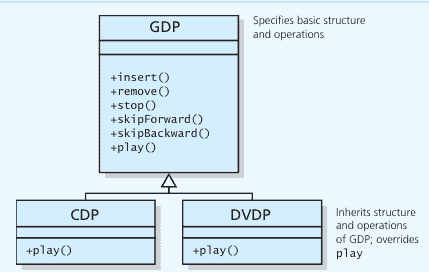 GDP
Specifies basic structure
and operations
+insert()
+remove()
+stop()
+skipForward()
+skipBackward()
+play()
CDP
DVDP
+play()
+play()
Inherits structure
and operations
of GDP; overrides
play